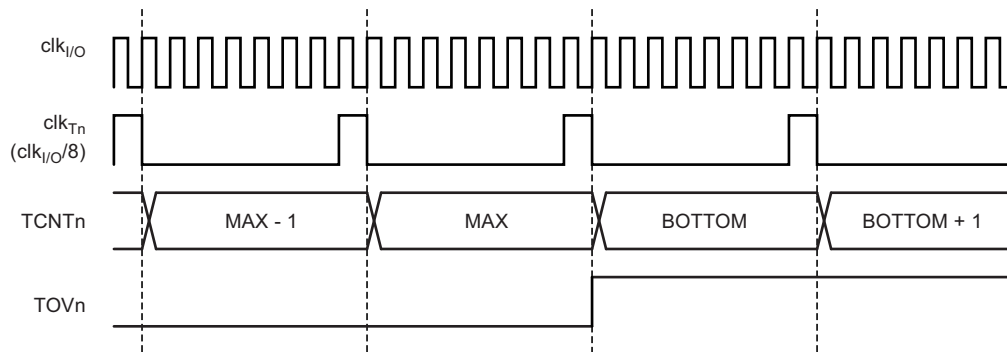 clkI/O
clkTn
(clkI/O/8)
TCNTn MAX - 1 MAX BOTTOM BOTTOM + 1
TOVn